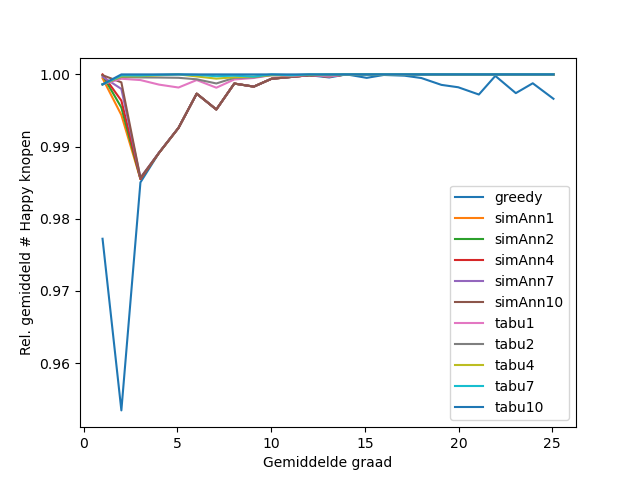 1.00
0.99
0.98
0.97
0.96
Rel. gemiddeld # Happy knopen
0
5
10
15
20
25
Gemiddelde graad
greedy
simAnn1
simAnn2
simAnn4
simAnn7
simAnn10
tabu1
tabu2
tabu4
tabu7
tabu10